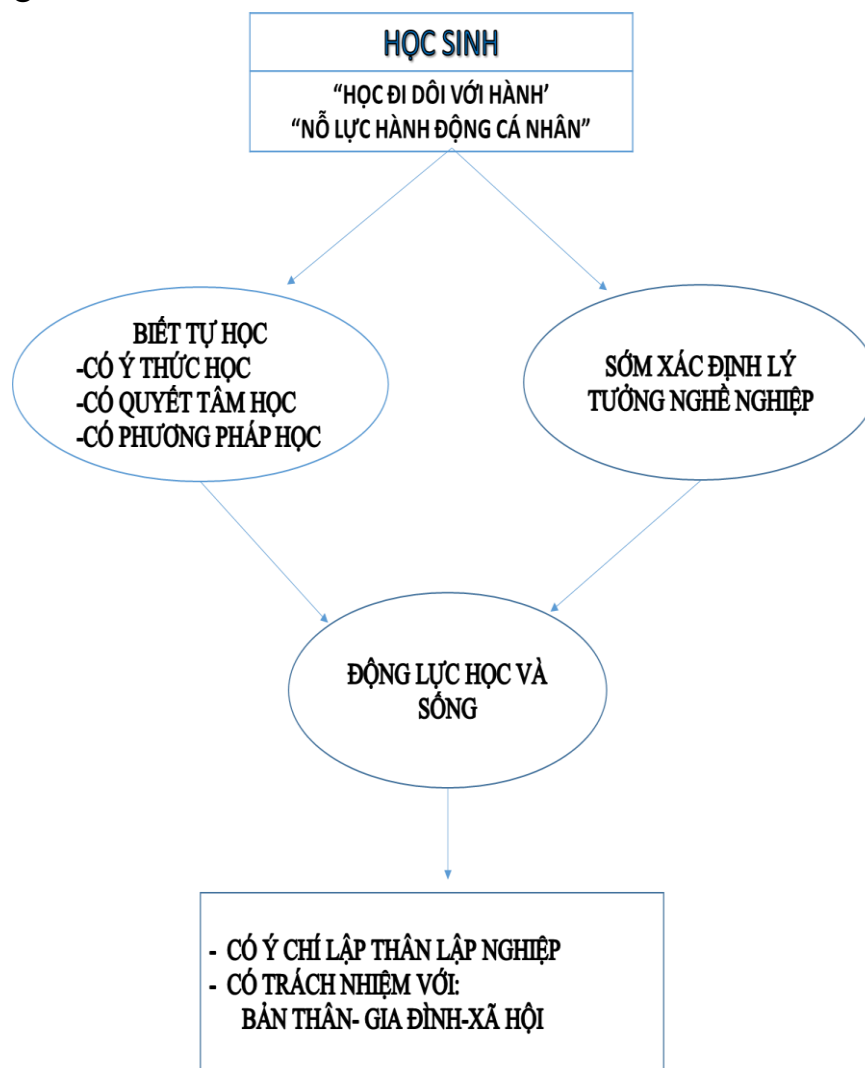 g
HỌC SINH
“HỌC ĐI DÔI VỚI HÀNH’
“NỖ LỰC HÀNH ĐỘNG CÁ NHÂN”
BIẾT TỰ HỌC
-CÓ Ý THỨC HỌC
-CÓ QUYẾT TÂM HỌC
-CÓ PHƯƠNG PHÁP HỌC
SỚM XÁC ĐỊNH LÝ
TƯỞNG NGHỀ NGHIỆP
ĐỘNG LỰC HỌC VÀ
SỐNG
- CÓ Ý CHÍ LẬP THÂN LẬP NGHIỆP
- CÓ TRÁCH NHIỆM VỚI:
BẢN THÂN- GIA ĐÌNH-XÃ HỘI